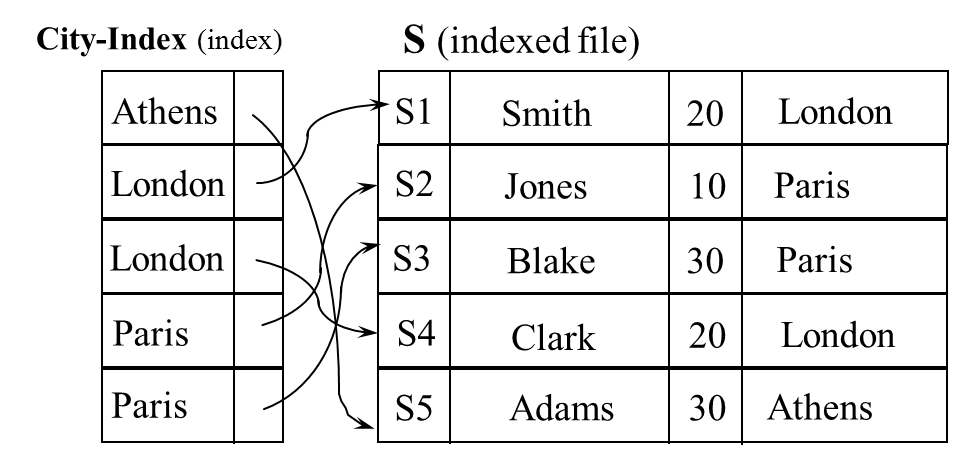 City-Index (index) S (indexed file)
Athens S1 Smith 20 London
London S2 Jones 10 Paris
London S3 Blake 30 Paris
Paris S4 Clark 20 London
Paris S5 Adams 30 Athens